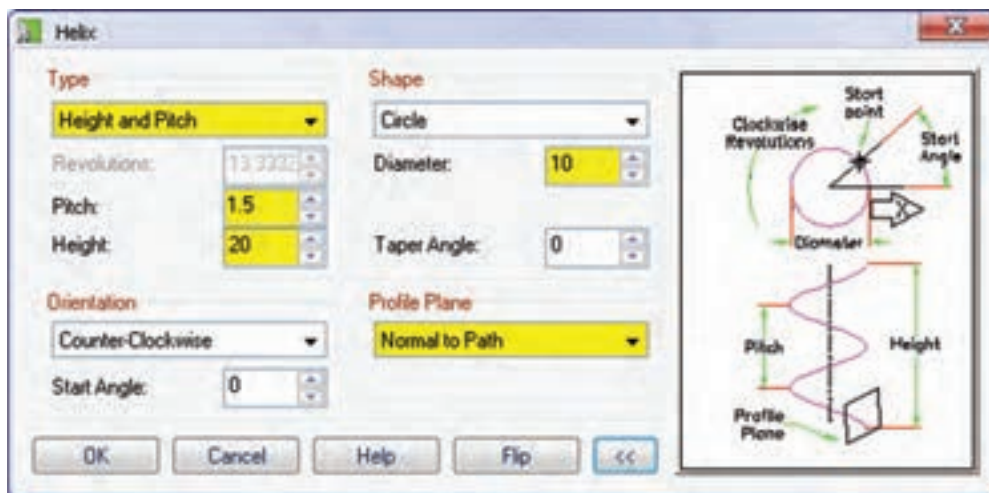 Helix
Type
Height and Pitch
Revolutions:
Pitch: 1.5
Height: 20
Orientation
Counter-Clockwise
Start Angle: 0
Shape
Circle
Diameter: 10
Taper Angle: 0
Profile Plane
Normal to Path
OK Cancel Help Flip <<
Start
point
Clockwise
Revolutions
Start
Angle
X
Diameter
Pitch
Height
Profile
Plane